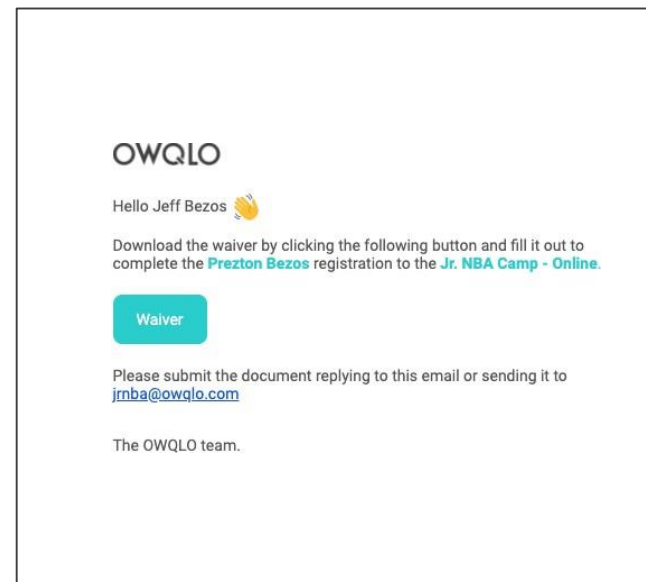 OWQLO
Hello Jeff Bezos 👋
Download the waiver by clicking the following button and fill it out to
complete the Prezton Bezos registration to the Jr. NBA Camp - Online.
Waiver
Please submit the document replying to this email or sending it to
jrnba@owqlo.com
The OWQLO team.